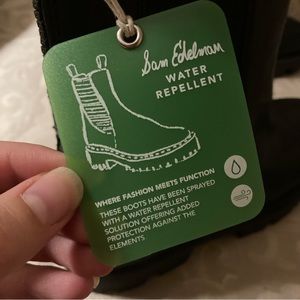 Sam Edelman
WATER
REPELLENT
WHERE FASHION MEETS FUNCTION
THESE BOOTS HAVE BEEN SPRAYED
WITH A WATER REPELLENT
SOLUTION OFFERING ADDED
PROTECTION AGAINST THE
ELEMENTS